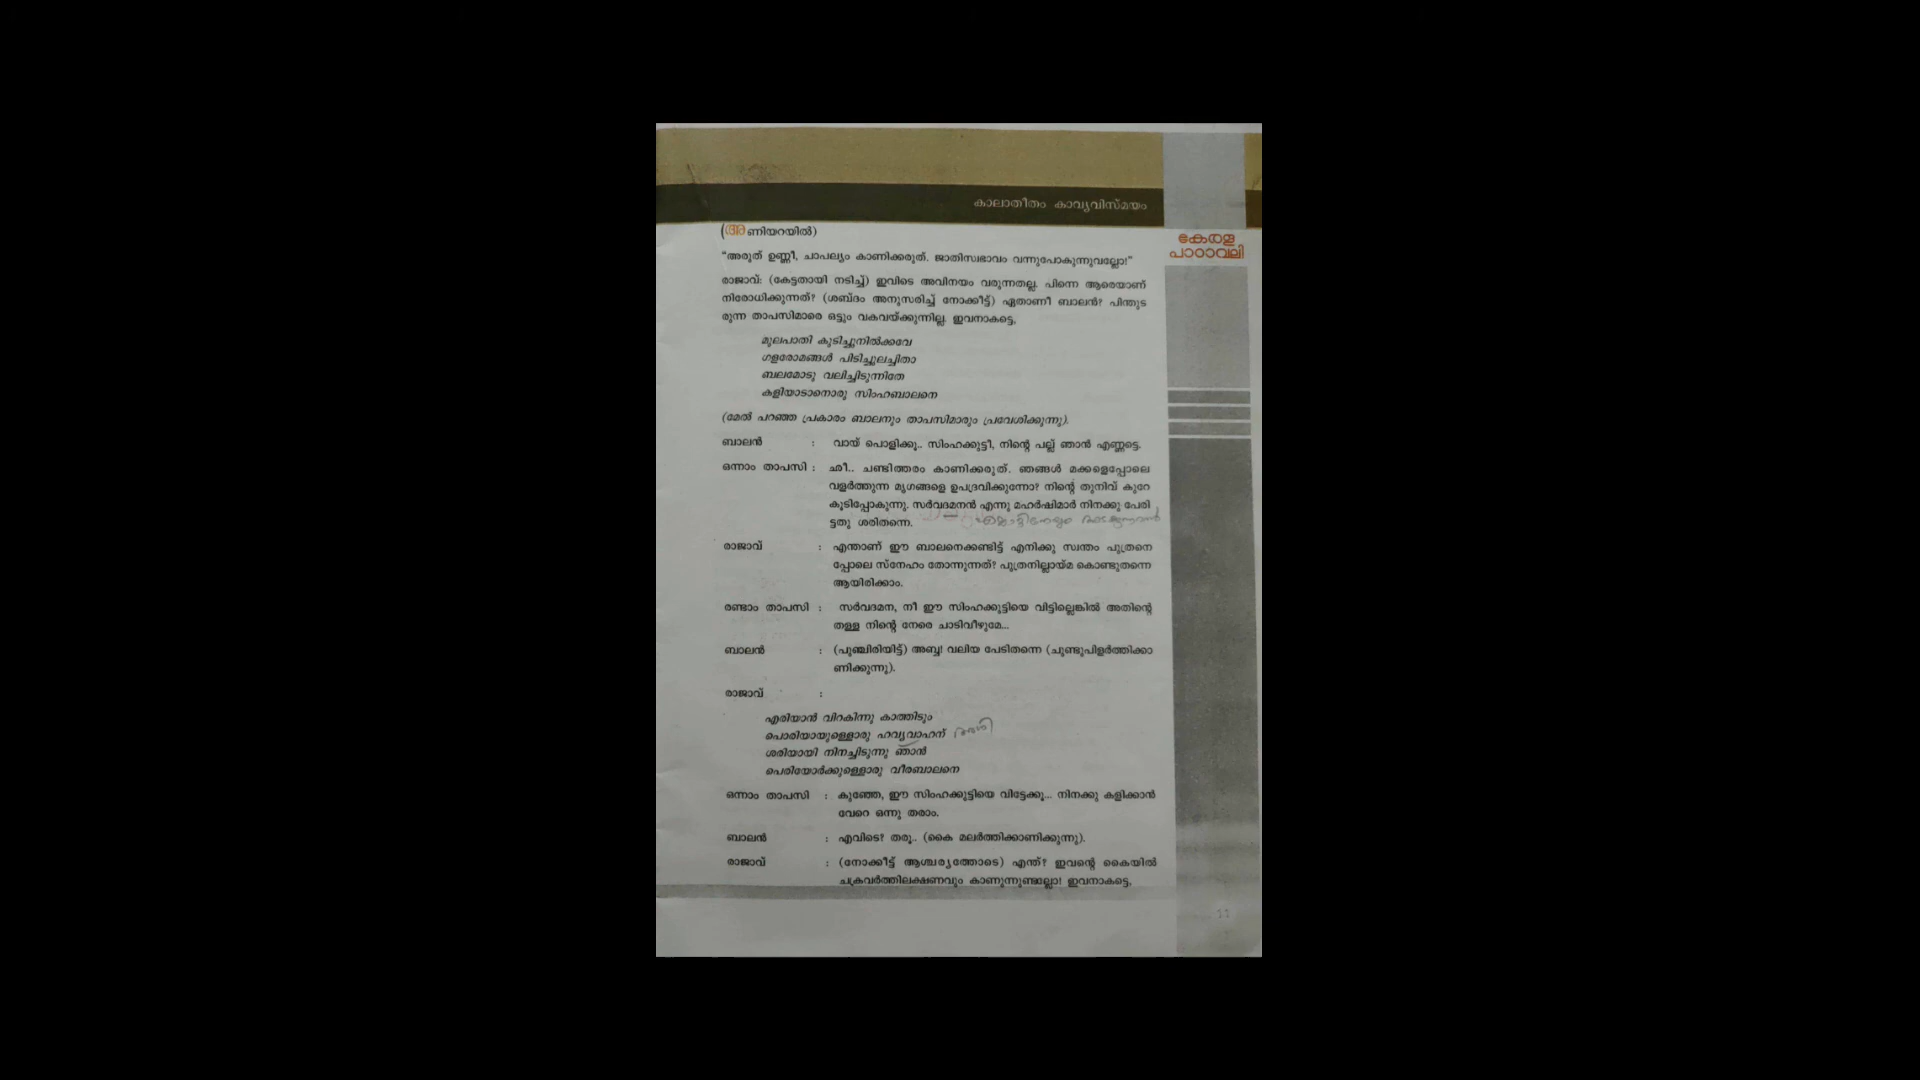 കാലാതീതം കാവ്യവിസ്മയം
കേരള
പാഠാവലി
(അണിയറയിൽ)
"അരുത് ഉണ്ണീ, ചാപല്യം കാണിക്കരുത്. ജാതിസ്വഭാവം വന്നുപോകുന്നുവല്ലോ!"
രാജാവ്: (കേട്ടതായി നടിച്ച്) ഇവിടെ അവിനയം വരുന്നതല്ല. പിന്നെ ആരെയാണ്
നിരോധിക്കുന്നത്? (ശബ്ദം അനുസരിച്ച് നോക്കീട്ട്) ഏതാണീ ബാലൻ? പിന്തുട
രുന്ന താപസിമാരെ ഒട്ടും വകവയ്ക്കുന്നില്ല. ഇവനാകട്ടെ,
മുലപാതി കുടിച്ചുനിൽക്കവേ
ഗളരോമങ്ങൾ പിടിച്ചുലച്ചിതാ
ബലമോടു വലിച്ചിടുന്നിതേ
കളിയാടാനൊരു സിംഹബാലനെ
(മേൽ പറഞ്ഞ പ്രകാരം ബാലനും താപസിമാരും പ്രവേശിക്കുന്നു).
ബാലൻ : വായ് പൊളിക്കൂ.. സിംഹക്കുട്ടീ, നിന്റെ പല്ല് ഞാൻ എണ്ണട്ടെ.
ഒന്നാം താപസി : ഛീ.. ചണ്ടിത്തരം കാണിക്കരുത്. ഞങ്ങൾ മക്കളെപ്പോലെ
വളർത്തുന്ന മൃഗങ്ങളെ ഉപദ്രവിക്കുന്നോ? നിന്റെ തുനിവ് കുറേ
കൂടിപ്പോകുന്നു. സർവദമനൻ എന്നു മഹർഷിമാർ നിനക്കു പേരി
ട്ടതു ശരിതന്നെ. എല്ലാറ്റിനേയും അടക്കുന്നവൻ
രാജാവ് : എന്താണ് ഈ ബാലനെക്കണ്ടിട്ട് എനിക്കു സ്വന്തം പുത്രനെ
പ്പോലെ സ്നേഹം തോന്നുന്നത്? പുത്രനില്ലായ്മ കൊണ്ടുതന്നെ
ആയിരിക്കാം.
രണ്ടാം താപസി : സർവദമന, നീ ഈ സിംഹക്കുട്ടിയെ വിട്ടില്ലെങ്കിൽ അതിന്റെ
തള്ള നിന്റെ നേരെ ചാടിവീഴുമേ...
ബാലൻ : (പുഞ്ചിരിയിട്ട്) അബ്ബ! വലിയ പേടിതന്നെ (ചുണ്ടുപിളർത്തിക്കാ
ണിക്കുന്നു).
രാജാവ് :
എരിയാൻ വിറകിന്നു കാത്തിടും
പൊരിയായുള്ളൊരു ഹവ്യവാഹന് അഗ്നി
ശരിയായി നിനച്ചിടുന്നു ഞാൻ
പെരിയോർക്കുള്ളൊരു വീരബാലനെ
ഒന്നാം താപസി : കുഞ്ഞേ, ഈ സിംഹക്കുട്ടിയെ വിട്ടേക്കൂ... നിനക്കു കളിക്കാൻ
വേറെ ഒന്നു തരാം.
ബാലൻ : എവിടെ? തരൂ.. (കൈ മലർത്തിക്കാണിക്കുന്നു).
രാജാവ് : (നോക്കീട്ട് ആശ്ചര്യത്തോടെ) എന്ത്? ഇവന്റെ കൈയിൽ
ചക്രവർത്തിലക്ഷണവും കാണുന്നുണ്ടല്ലോ! ഇവനാകട്ടെ,
11